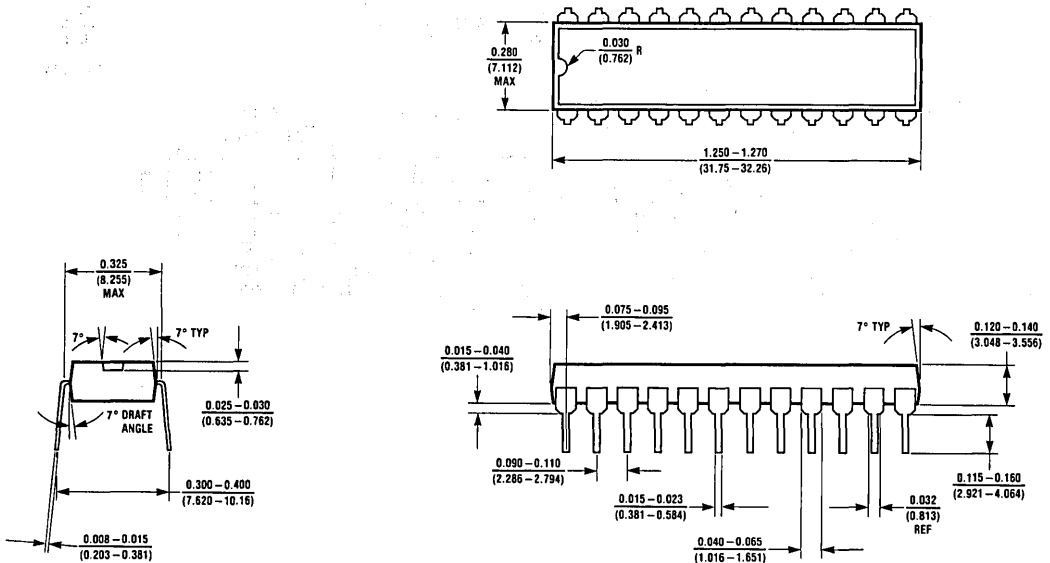 0.280
(7.112)
MAX
0.030
(0.762)
R
1.250 – 1.270
(31.75 – 32.26)
0.325
(8.255)
MAX
7°
7° TYP
0.025 – 0.030
(0.635 – 0.762)
7° DRAFT
ANGLE
0.300 – 0.400
(7.620 – 10.16)
0.008 – 0.015
(0.203 – 0.381)
0.075 – 0.095
(1.905 – 2.413)
7° TYP
0.120 – 0.140
(3.048 – 3.556)
0.015 – 0.040
(0.381 – 1.016)
0.090 – 0.110
(2.286 – 2.794)
0.015 – 0.023
(0.381 – 0.584)
0.040 – 0.065
(1.016 – 1.651)
0.032
(0.813)
REF
0.115 – 0.160
(2.921 – 4.064)